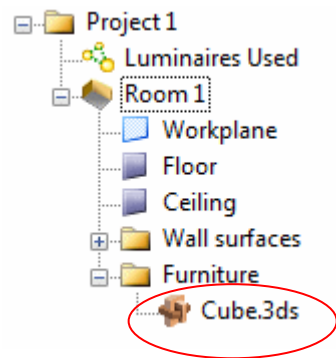 Project 1
Luminaires Used
Room 1
Workplane
Floor
Ceiling
Wall surfaces
Furniture
Cube.3ds